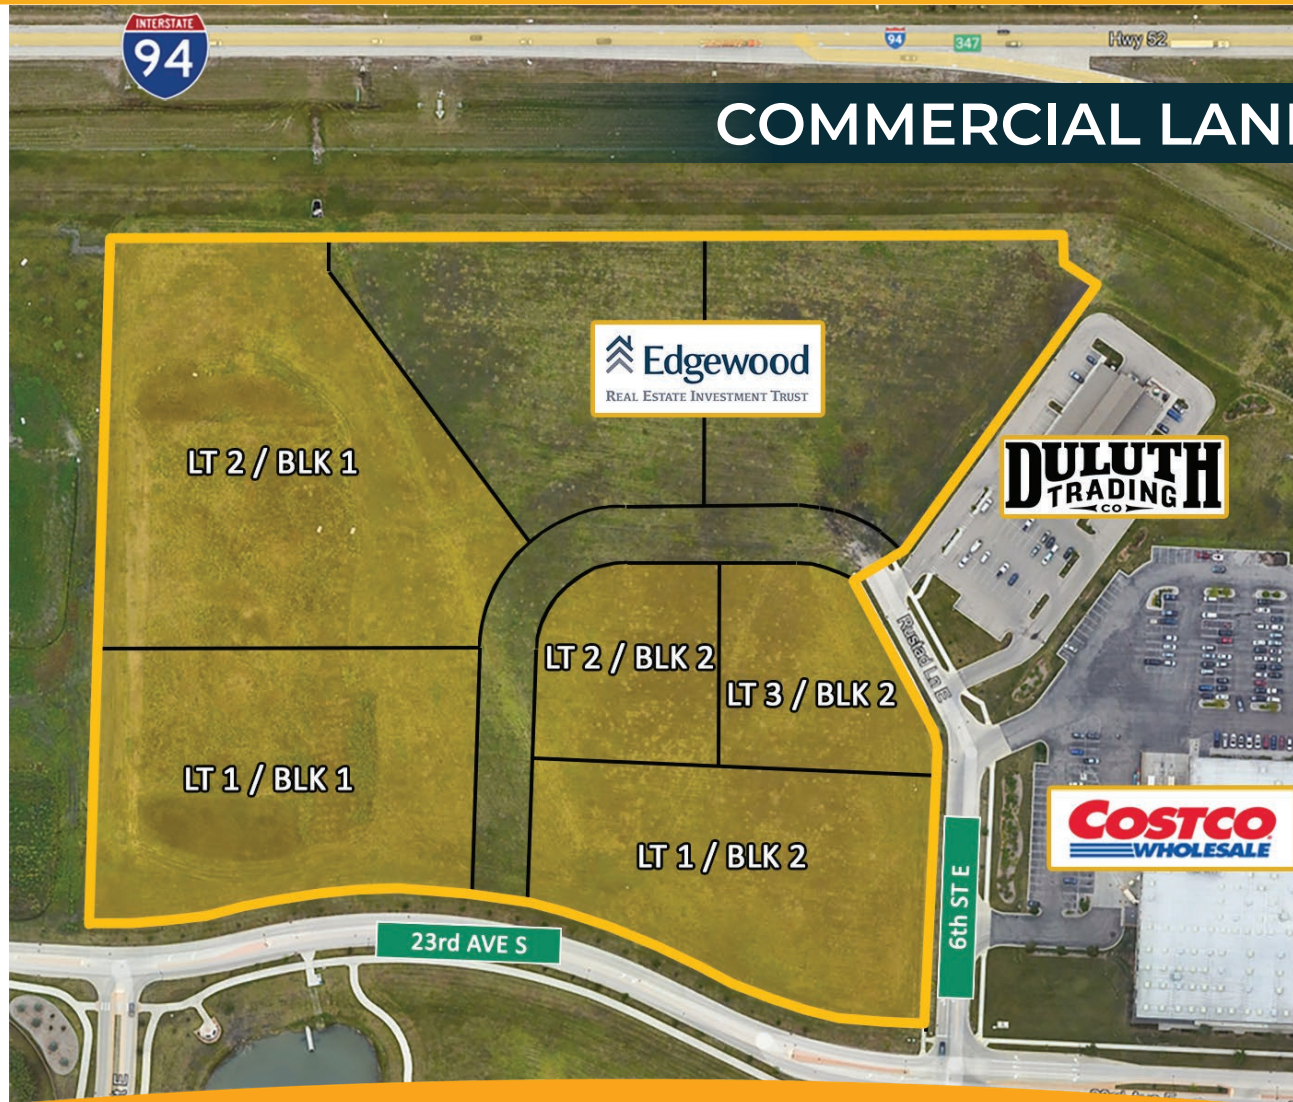 INTERSTATE
94
94
347
Hwy 52
COMMERCIAL LAN
Edgewood
REAL ESTATE INVESTMENT TRUST
DULUTH
TRADING
CO
LT 2 / BLK 1
LT 2 / BLK 2
LT 3 / BLK 2
Rustad Ln E
LT 1 / BLK 1
COSTCO
WHOLESALE
LT 1 / BLK 2
6th ST E
23rd AVE S